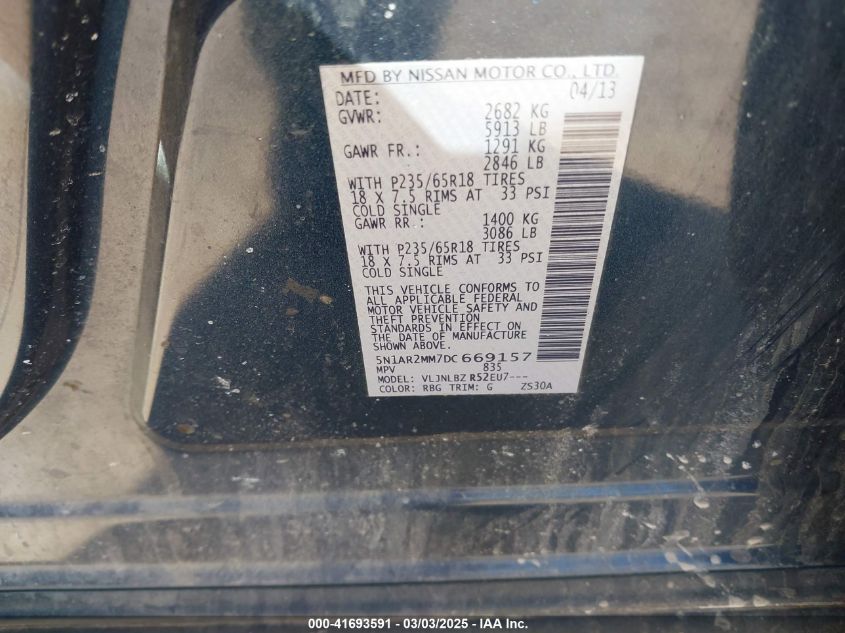 MFD BY NISSAN MOTOR CO., LTD.
DATE: 04/13
GVWR: 2682 KG
5913 LB
GAWR FR.: 1291 KG
2846 LB
WITH P235/65R18 TIRES
18 X 7.5 RIMS AT 33 PSI
COLD SINGLE
GAWR RR.: 1400 KG
3086 LB
WITH P235/65R18 TIRES
18 X 7.5 RIMS AT 33 PSI
COLD SINGLE
THIS VEHICLE CONFORMS TO
ALL APPLICABLE FEDERAL
MOTOR VEHICLE SAFETY AND
THEFT PREVENTION
STANDARDS IN EFFECT ON
THE DATE OF MANUFACTURE
SHOWN ABOVE.
5N1AR2MM7DC669157
MPV 835
MODEL: VLJNLBZ R52EU7---
COLOR: RBG TRIM: G ZS30A
000-41693591 - 03/03/2025 - IAA Inc.